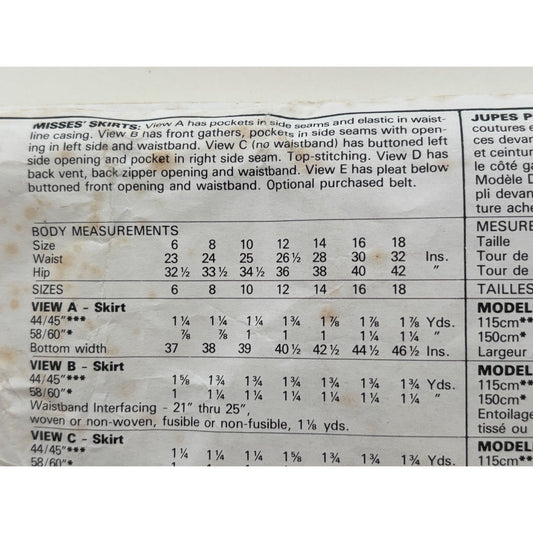 MISSES' SKIRTS: View A has pockets in side seams and elastic in waist-
line casing. View B has front gathers, pockets in side seams with open-
ing in left side and waistband. View C (no waistband) has buttoned left
side opening and pocket in right side seam. Top-stitching. View D has
back vent, back zipper opening and waistband. View E has pleat below
buttoned front opening and waistband. Optional purchased belt.
BODY MEASUREMENTS
Size 6 8 10 12 14 16 18
Waist 23 24 25 26½ 28 30 32 Ins.
Hip 32½ 33½ 34½ 36 38 40 42 "
SIZES 6 8 10 12 14 16 18
VIEW A - Skirt
44/45"*** 1¼ 1¼ 1¼ 1¾ 1⅞ 1⅞ 1⅞ Yds.
58/60"* ⅞ ⅞ 1 1 1 1¼ 1¼ "
Bottom width 37 38 39 40½ 42½ 44½ 46½ Ins.
VIEW B - Skirt
44/45"*** 1⅝ 1¾ 1¾ 1¾ 1¾ 1¾ 1¾ Yds.
58/60"* 1 1 1 1¼ 1¼ 1¼ 1¼ "
Waistband Interfacing - 21" thru 25",
woven or non-woven, fusible or non-fusible, 1⅛ yds.
VIEW C - Skirt
44/45"*** 1¼ 1¼ 1¼ 1⅝ 1¾ 1¾ 1¾ Yds.
58/60"* 1 1 1 1¼ 1¼
JUPES P
coutures e
ces devan
et ceintur
le côté ga
Modèle D
pli devan
ture ache
MESURE
Taille
Tour de
Tour de
TAILLES
MODEL
115cm***
150cm*
Largeur
MODEL
115cm**
150cm*
Entoilage
tissé ou
MODEL
115cm**
150cm*